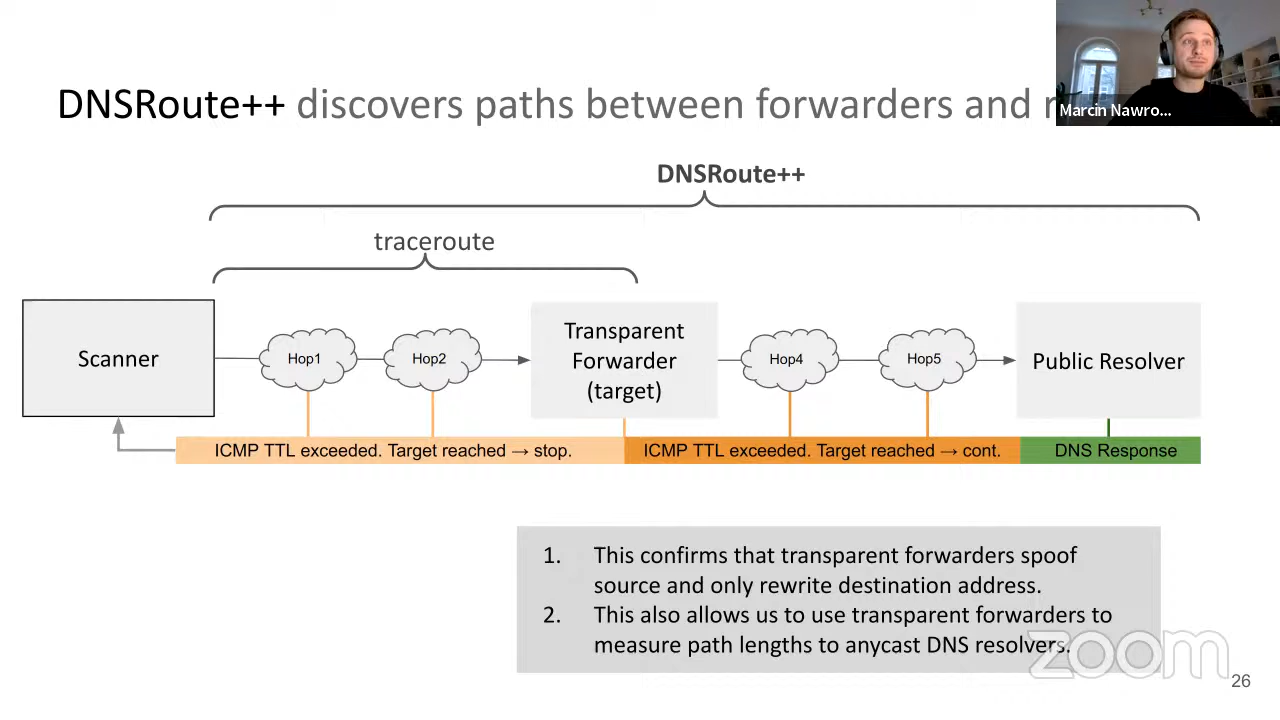 Marcin Nawro...
DNSRoute++ discovers paths between forwarders and
DNSRoute++
traceroute
Scanner
Hop1
Hop2
Transparent
Forwarder
(target)
Hop4
Hop5
Public Resolver
ICMP TTL exceeded. Target reached → stop.
ICMP TTL exceeded. Target reached → cont.
DNS Response
1. This confirms that transparent forwarders spoof
source and only rewrite destination address.
2. This also allows us to use transparent forwarders to
measure path lengths to anycast DNS resolvers.
zoom
26